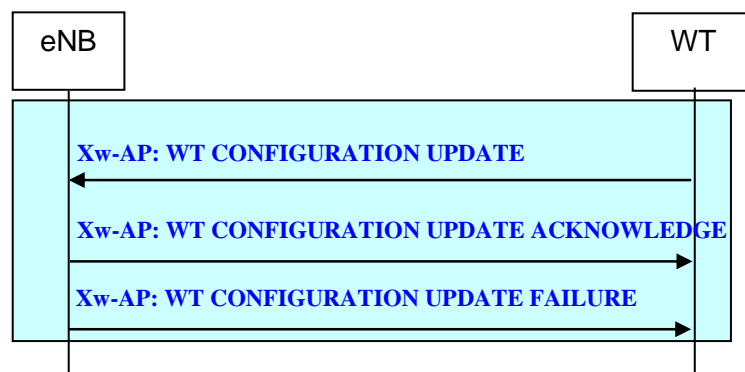 eNB
WT
Xw-AP: WT CONFIGURATION UPDATE
Xw-AP: WT CONFIGURATION UPDATE ACKNOWLEDGE
Xw-AP: WT CONFIGURATION UPDATE FAILURE